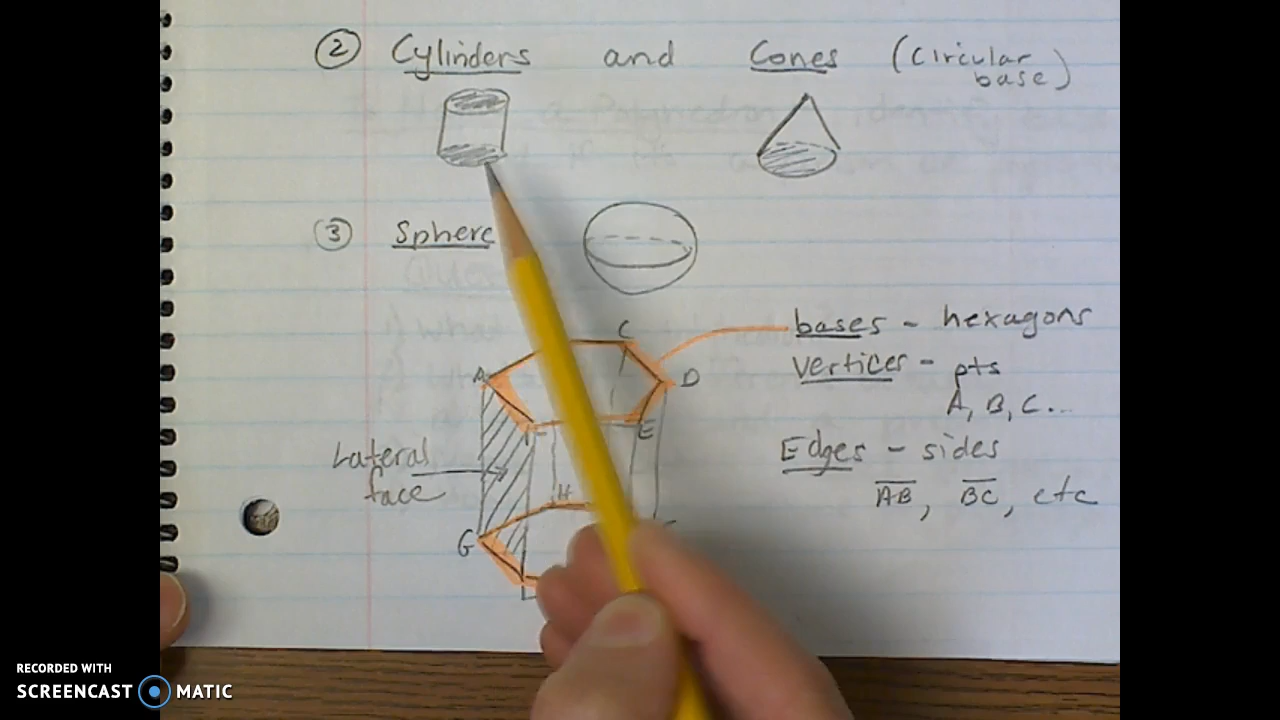 ② Cylinders and Cones (circular base)
③ Sphere
C
A
D
E
bases - hexagons
vertices - pts
A, B, C...
Edges - sides
AB, BC, etc
Lateral
face
H
G
RECORDED WITH
SCREENCAST MATIC